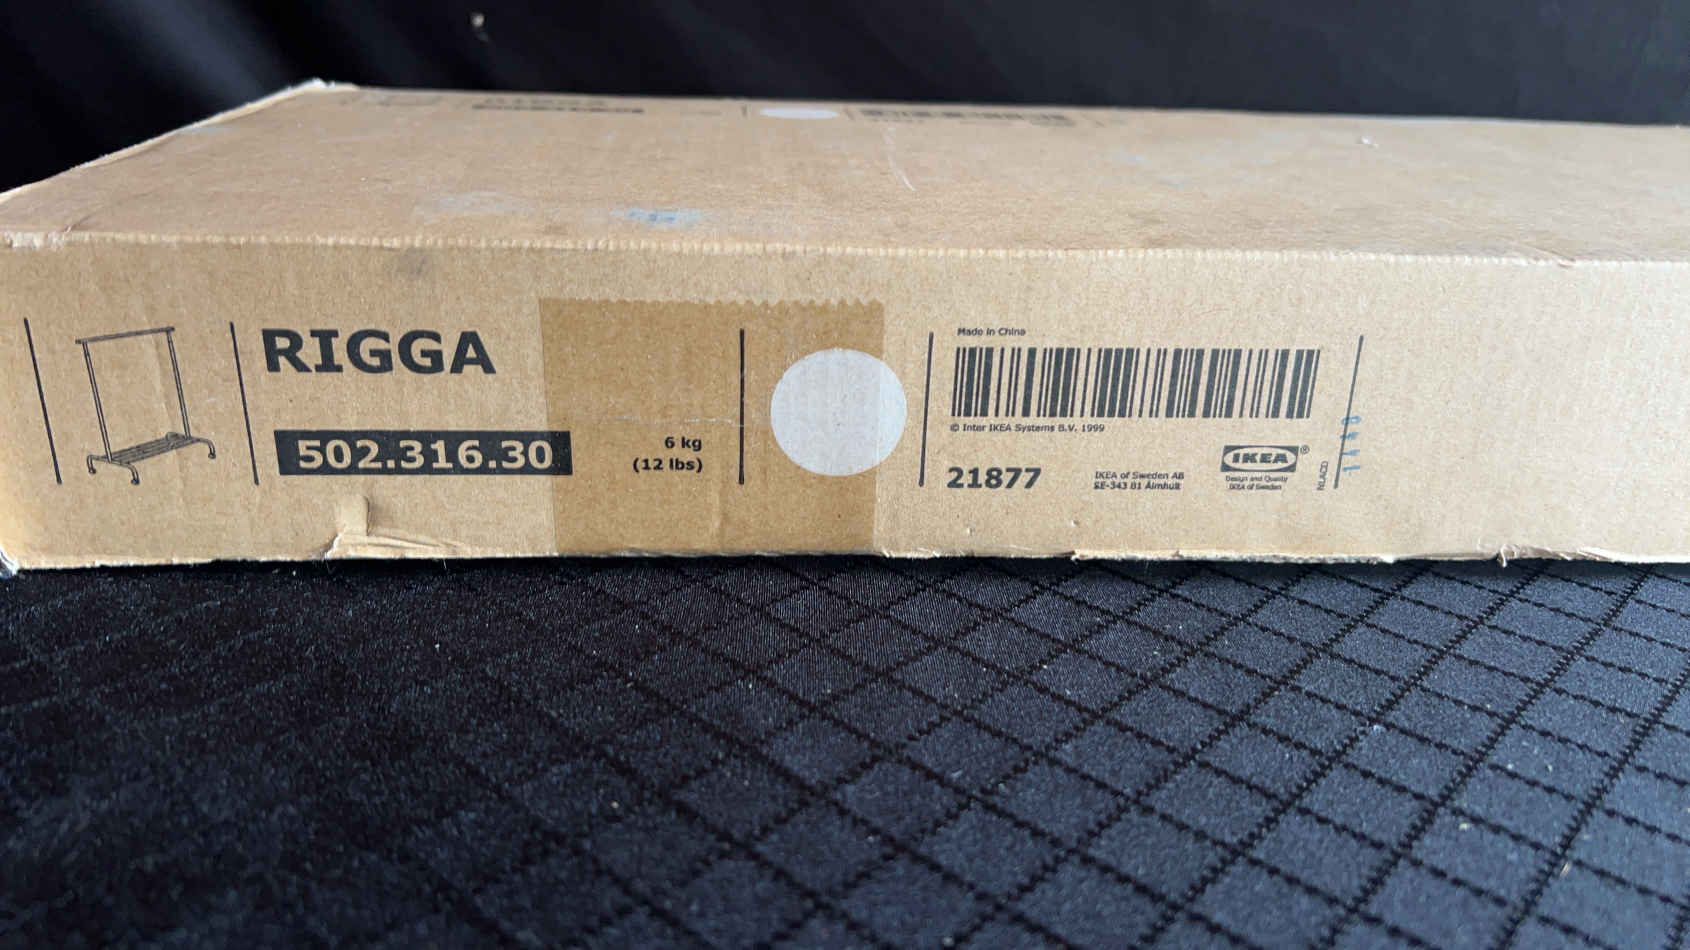 RIGGA
502.316.30
6 kg
(12 lbs)
Made in China
© Inter IKEA Systems B.V. 1999
21877
IKEA of Sweden AB
SE-343 81 Älmhult
IKEA®
Design and Quality
IKEA of Sweden